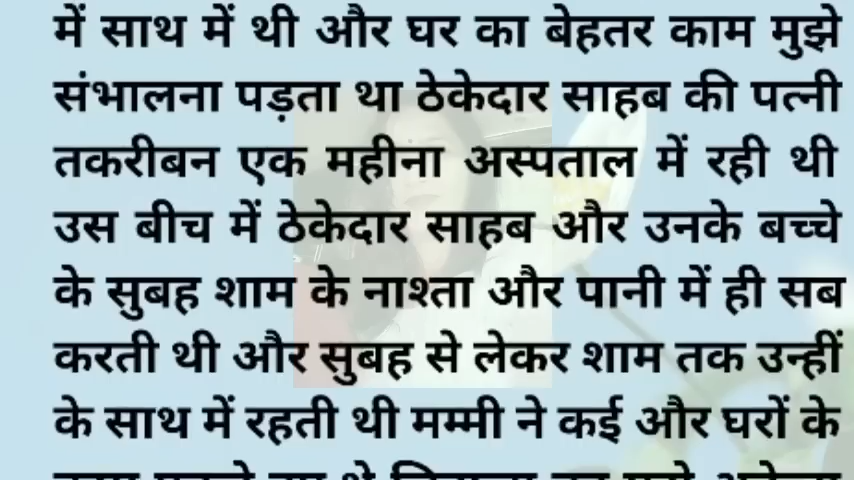 में साथ में थी और घर का बेहतर काम मुझे
संभालना पड़ता था ठेकेदार साहब की पत्नी
तकरीबन एक महीना अस्पताल में रही थी
उस बीच में ठेकेदार साहब और उनके बच्चे
के सुबह शाम के नाश्ता और पानी में ही सब
करती थी और सुबह से लेकर शाम तक उन्हीं
के साथ में रहती थी मम्मी ने कई और घरों के